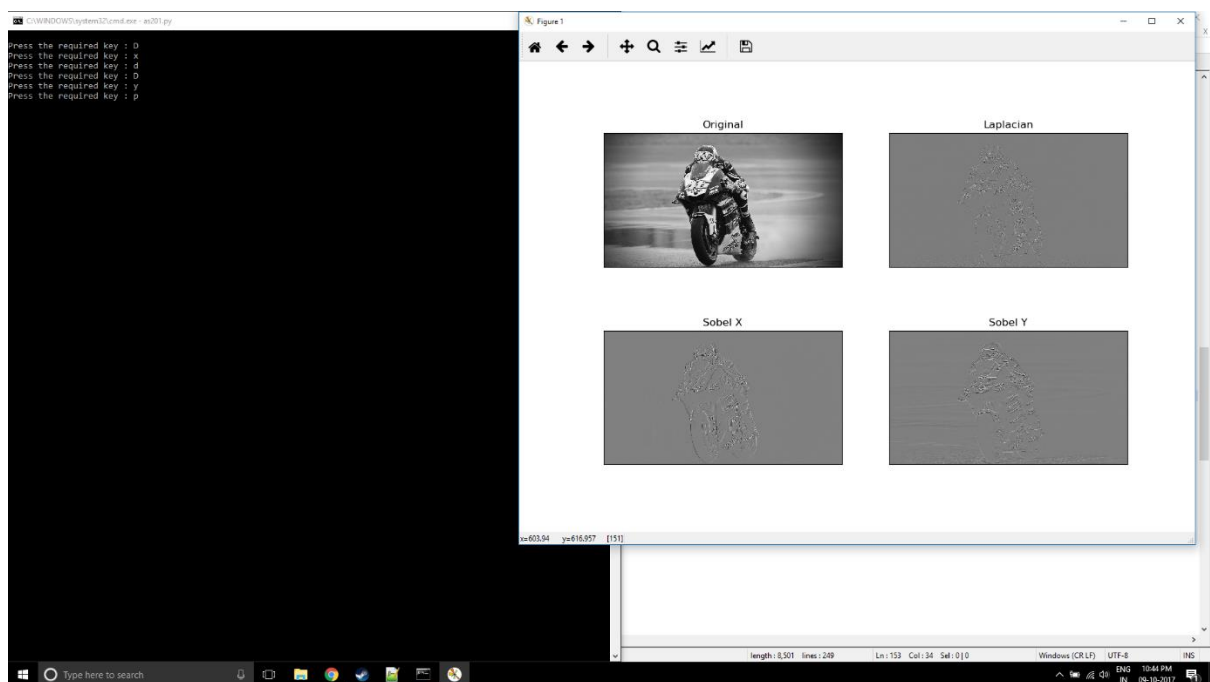 C:\WINDOWS\system32\cmd.exe - as201.py
Press the required key : D
Press the required key : x
Press the required key : d
Press the required key : D
Press the required key : y
Press the required key : p
Figure 1
Original
Laplacian
Sobel X
Sobel Y
x=603.94 y=616.957 [151]
length : 8,501 lines : 249 Ln : 153 Col : 34 Sel : 0 | 0 Windows (CR LF) UTF-8 INS
Type here to search
ENG
IN
10:44 PM
09-10-2017